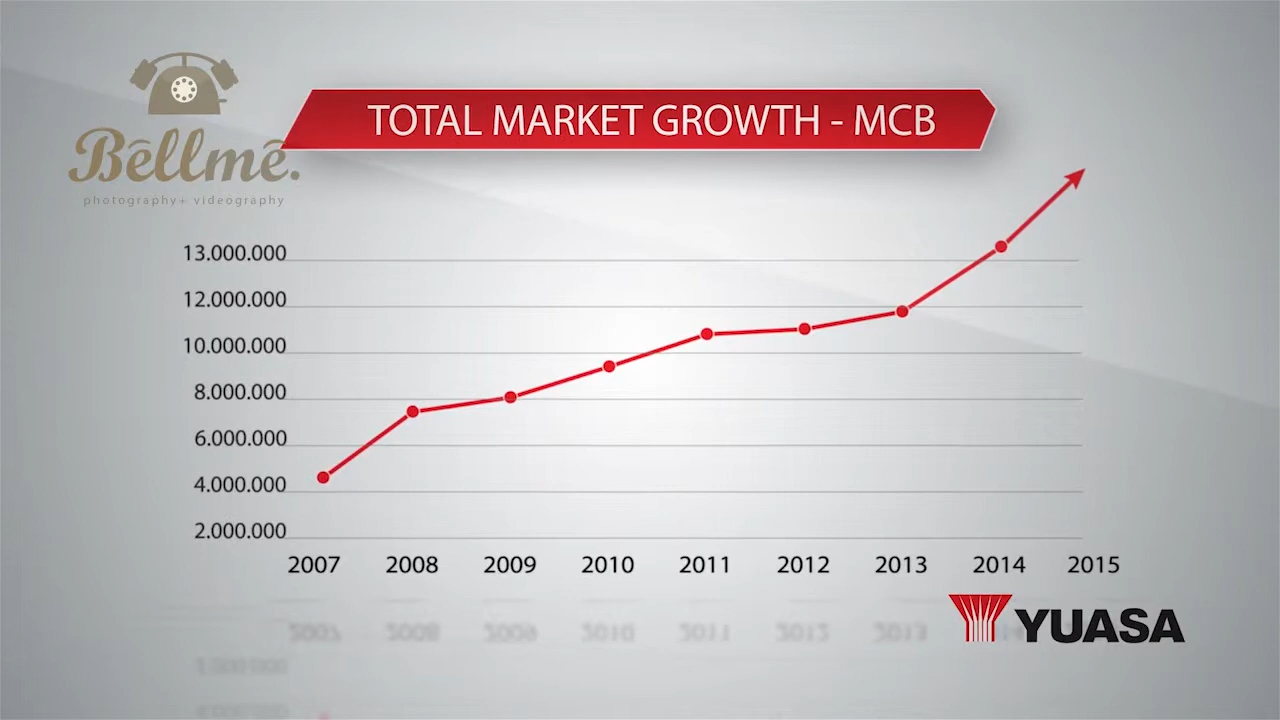 TOTAL MARKET GROWTH - MCB
Bēllmē.
photography+ videography
13.000.000
12.000.000
10.000.000
8.000.000
6.000.000
4.000.000
2.000.000
2007 2008 2009 2010 2011 2012 2013 2014 2015
YUASA